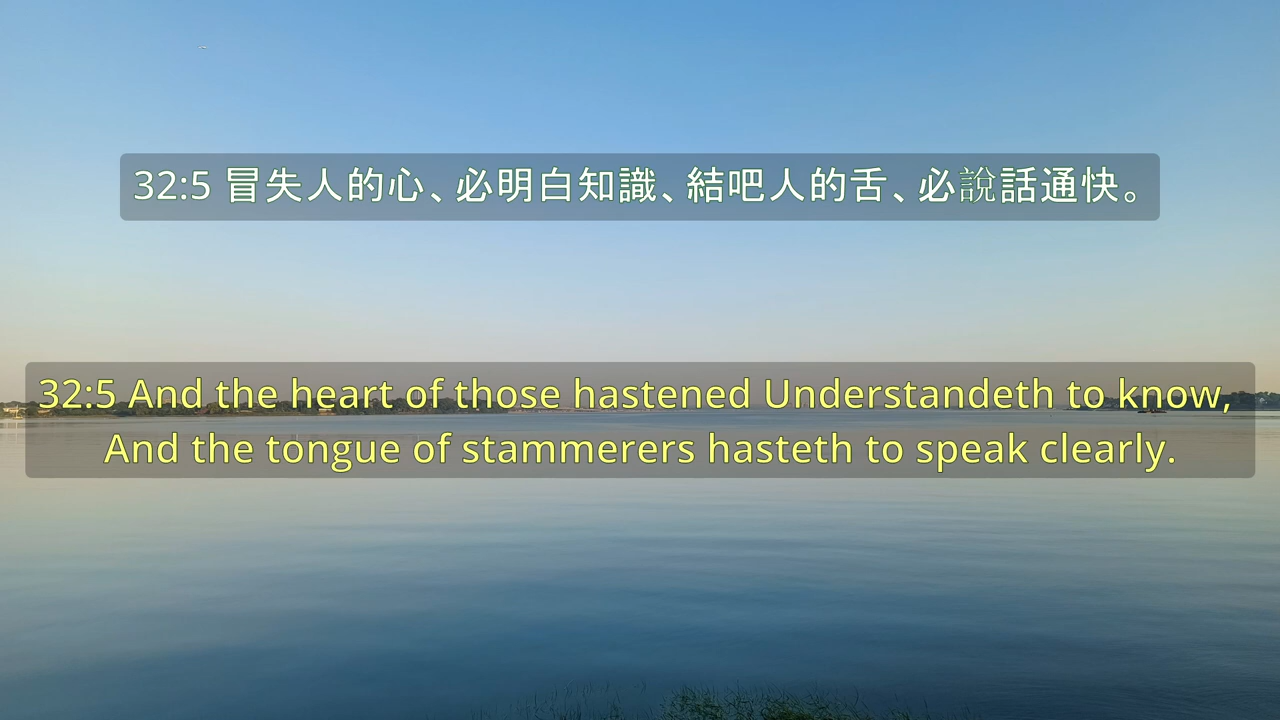 32:5 冒失人的心、必明白知識、結吧人的舌、必說話通快。
32:5 And the heart of those hastened Understandeth to know,
And the tongue of stammerers hasteth to speak clearly.